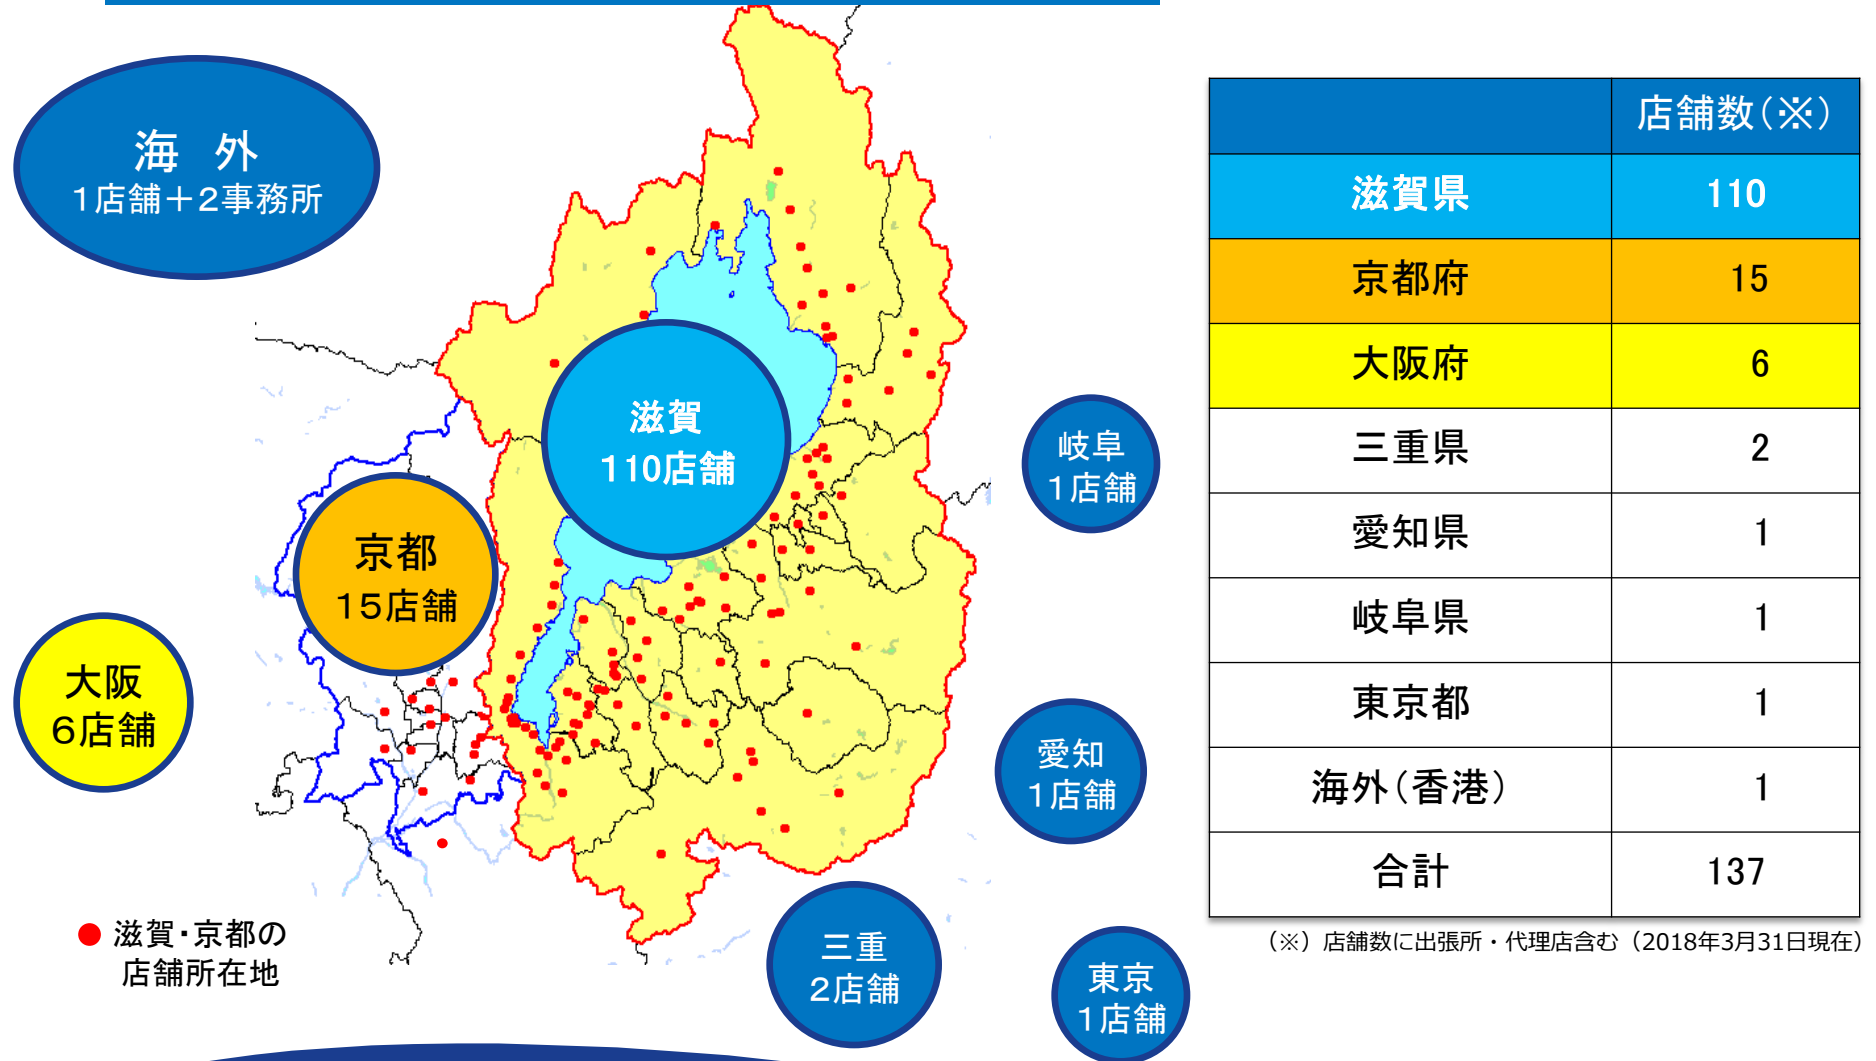 海 外
1店舗＋2事務所
滋賀
110店舗
京都
15店舗
大阪
6店舗
岐阜
1店舗
愛知
1店舗
三重
2店舗
東京
1店舗
● 滋賀・京都の
店舗所在地
店舗数(※)
滋賀県 110
京都府 15
大阪府 6
三重県 2
愛知県 1
岐阜県 1
東京都 1
海外(香港) 1
合計 137
（※）店舗数に出張所・代理店含む（2018年3月31日現在）